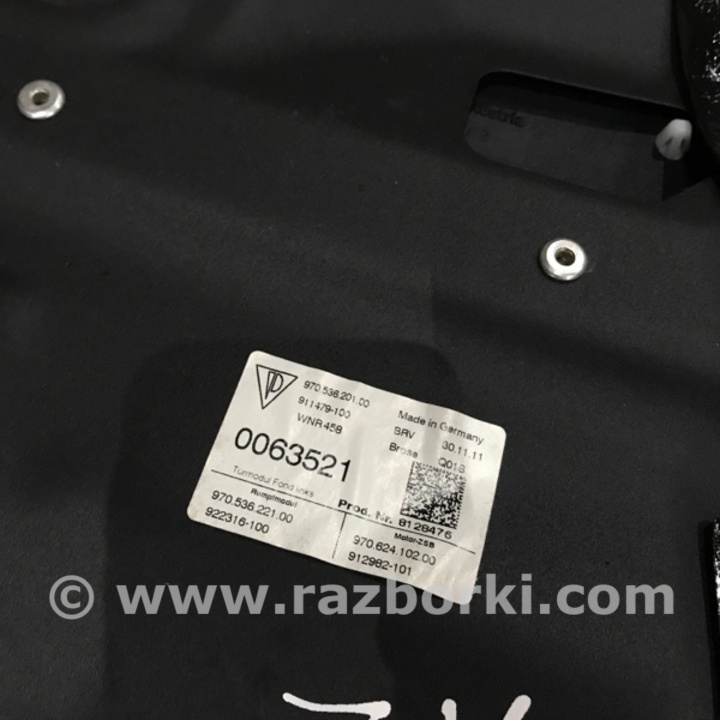 970.536.201.00
911479-100
WNR458
Made in Germany
BRV 30.11.11
Brose Q01S
0063521
Türmodul Fond links
Prod. Nr. 8128476
Rumpfmodul
970.536.221.00
922316-100
Motor-ZSB
970.624.102.00
912982-101
© www.razborki.com